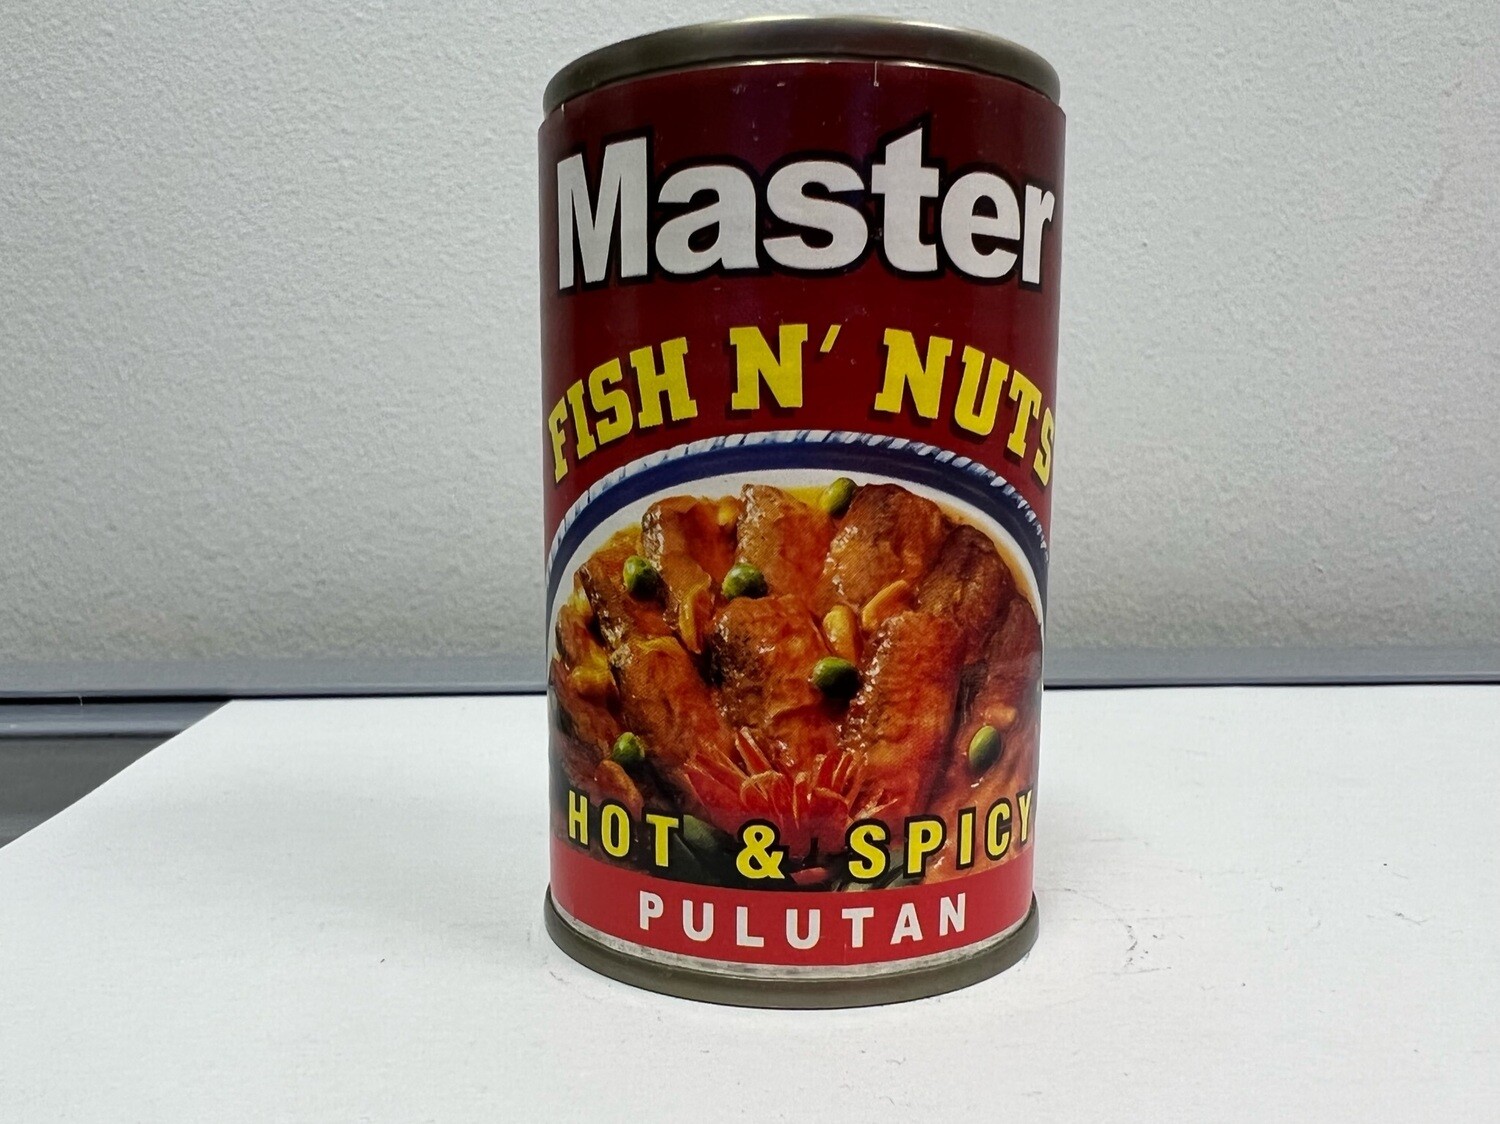 Master
FISH N' NUTS
HOT & SPICY
PULUTAN